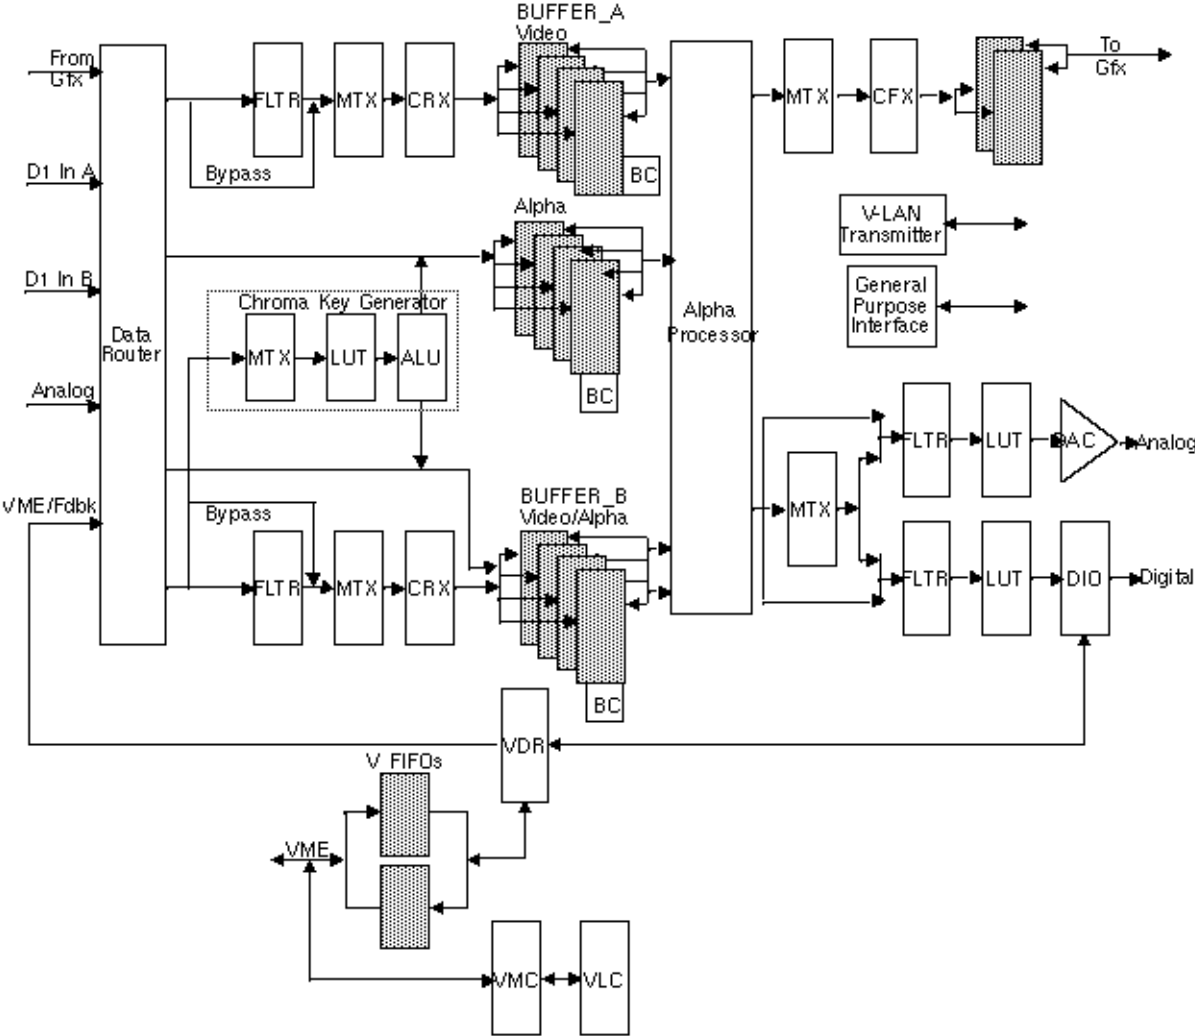 BUFFER_A
Video
From
Gfx
To
Gfx
FLTR
MTX
CRX
MTX
CFX
Bypass
BC
D1 In A
Alpha
V-LAN
Transmitter
D1 In B
General
Purpose
Interface
Chroma Key Generator
Data
Router
MTX
LUT
ALU
Alpha
Processor
Analog
BC
FLTR
LUT
DAC
Analog
VME/Fdbk
Bypass
BUFFER_B
Video/Alpha
MTX
FLTR
MTX
CRX
FLTR
LUT
DIO
Digital
BC
VDR
V FIFOs
VME
VMC
VLC